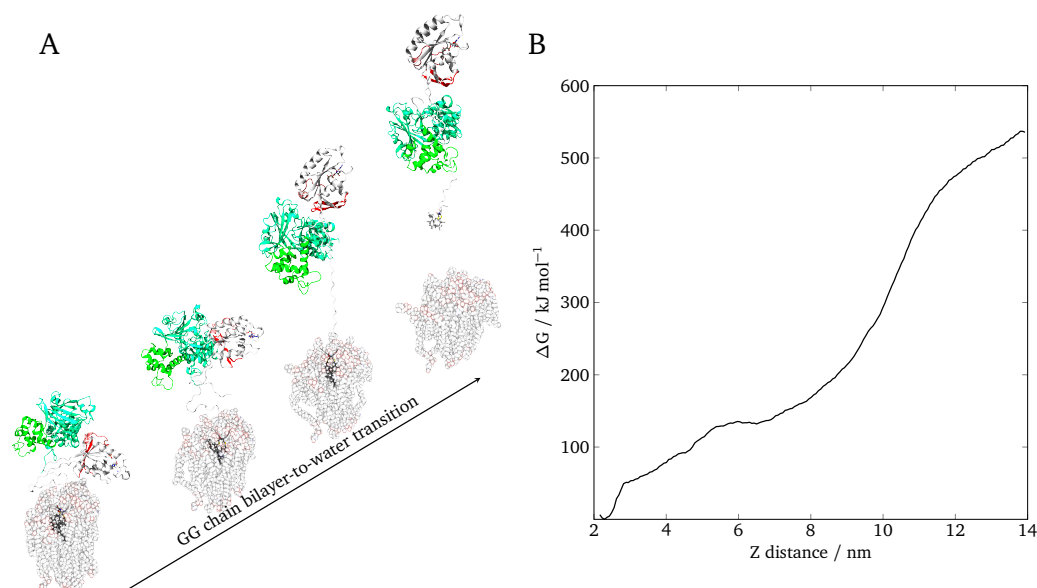 A
B
GG chain bilayer-to-water transition
600
500
400
300
200
100
2
4
6
8
10
12
14
ΔG / kJ mol⁻¹
Z distance / nm